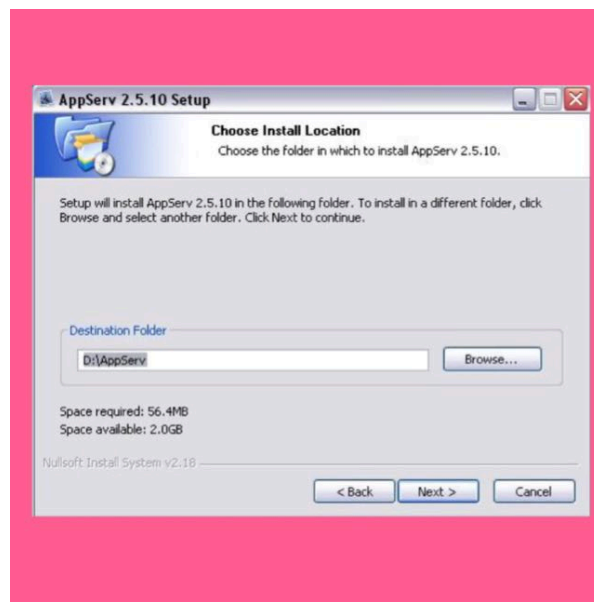 AppServ 2.5.10 Setup
Choose Install Location
Choose the folder in which to install AppServ 2.5.10.
Setup will install AppServ 2.5.10 in the following folder. To install in a different folder, click
Browse and select another folder. Click Next to continue.
Destination Folder
D:\AppServ
Browse...
Space required: 56.4MB
Space available: 2.0GB
Nullsoft Install System v2.18
< Back
Next >
Cancel